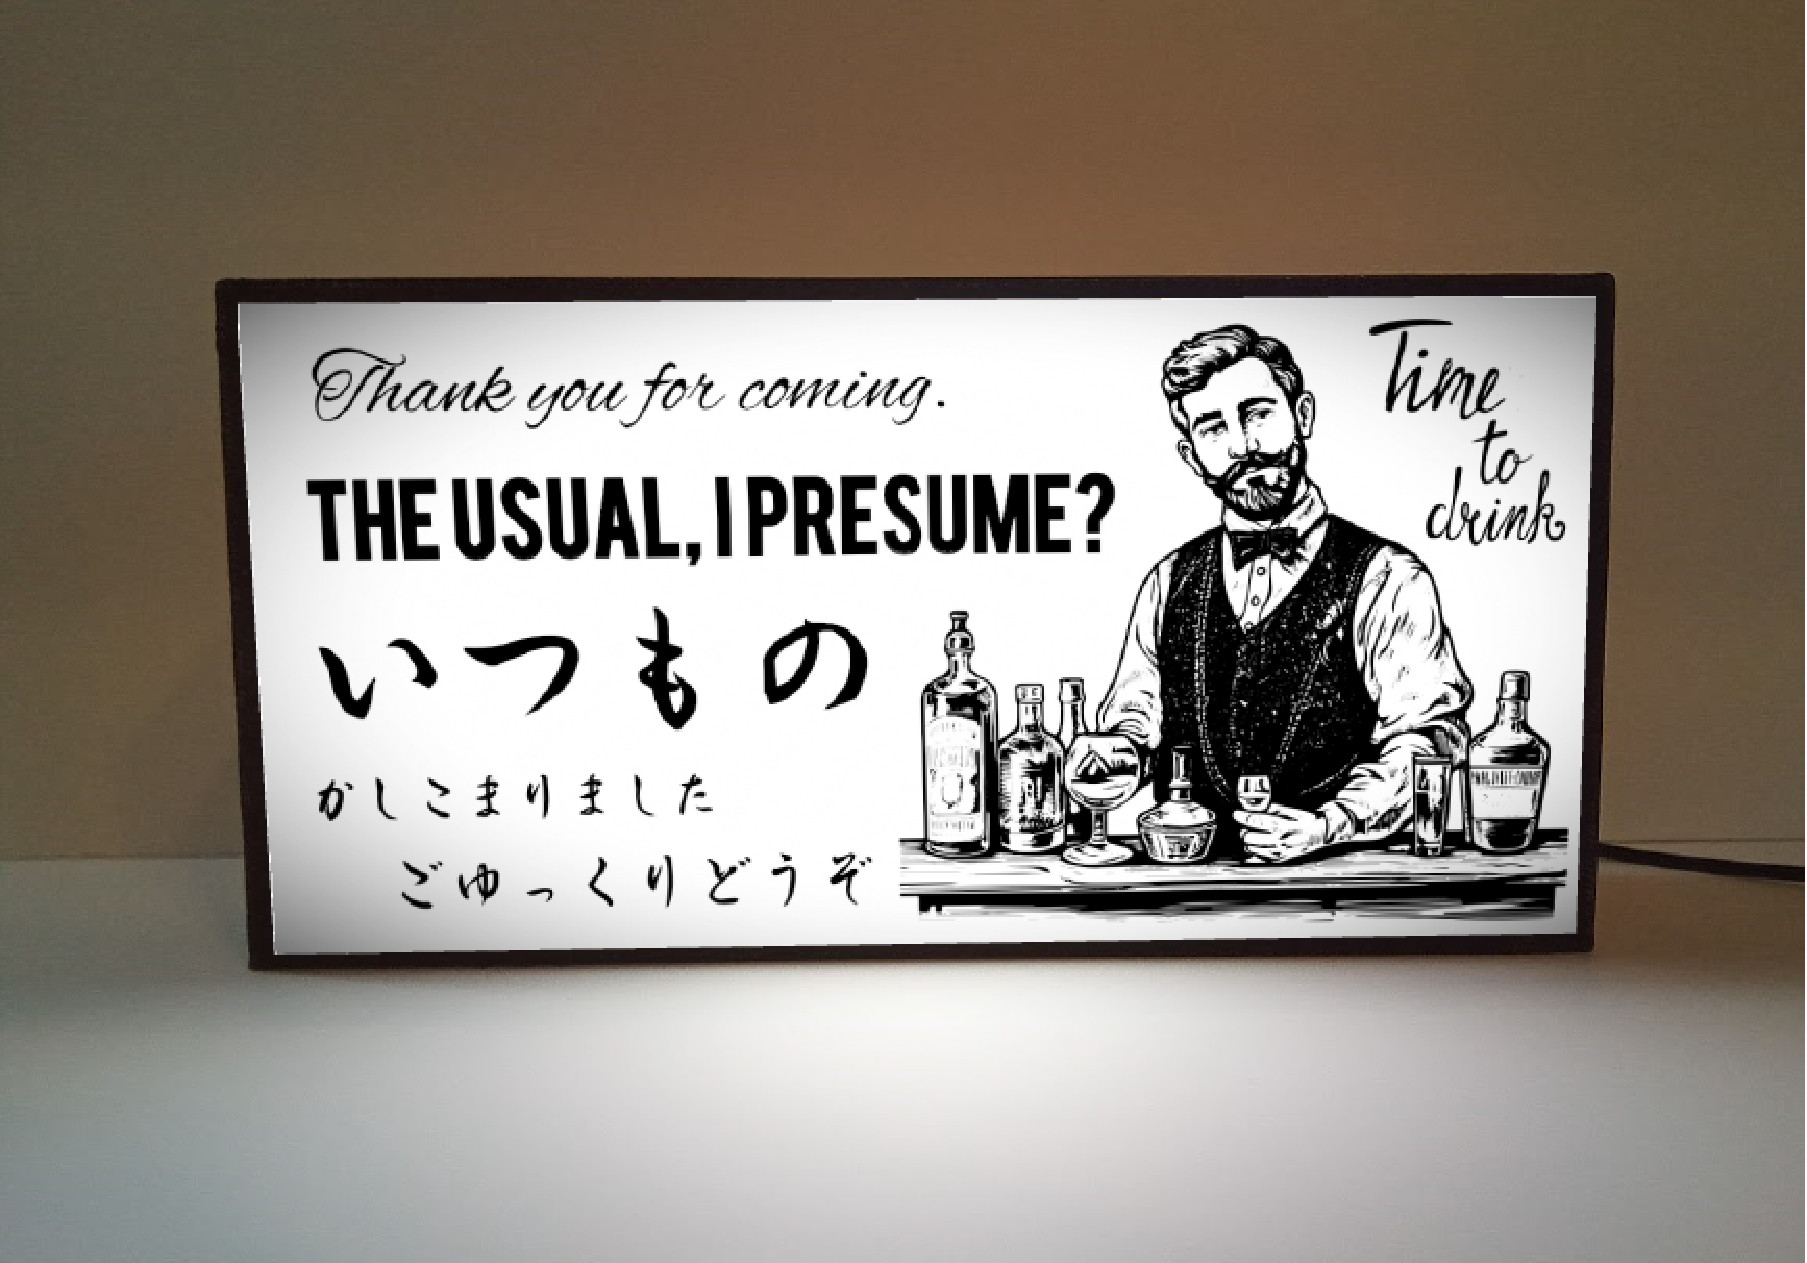 Thank you for coming.
THE USUAL, I PRESUME?
いつもの
かしこまりました
ごゆっくりどうぞ
Time
to
drink